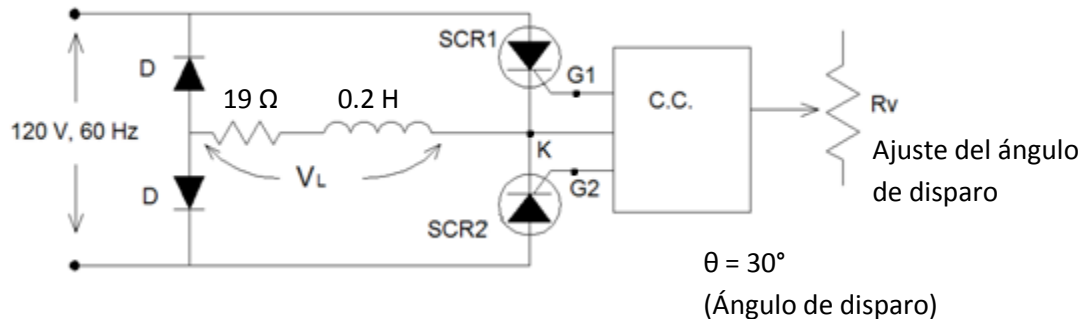 SCR1
D
19 Ω
0.2 H
G1
C.C.
Rv
120 V, 60 Hz
K
Ajuste del ángulo
de disparo
D
VL
G2
SCR2
θ = 30°
(Ángulo de disparo)